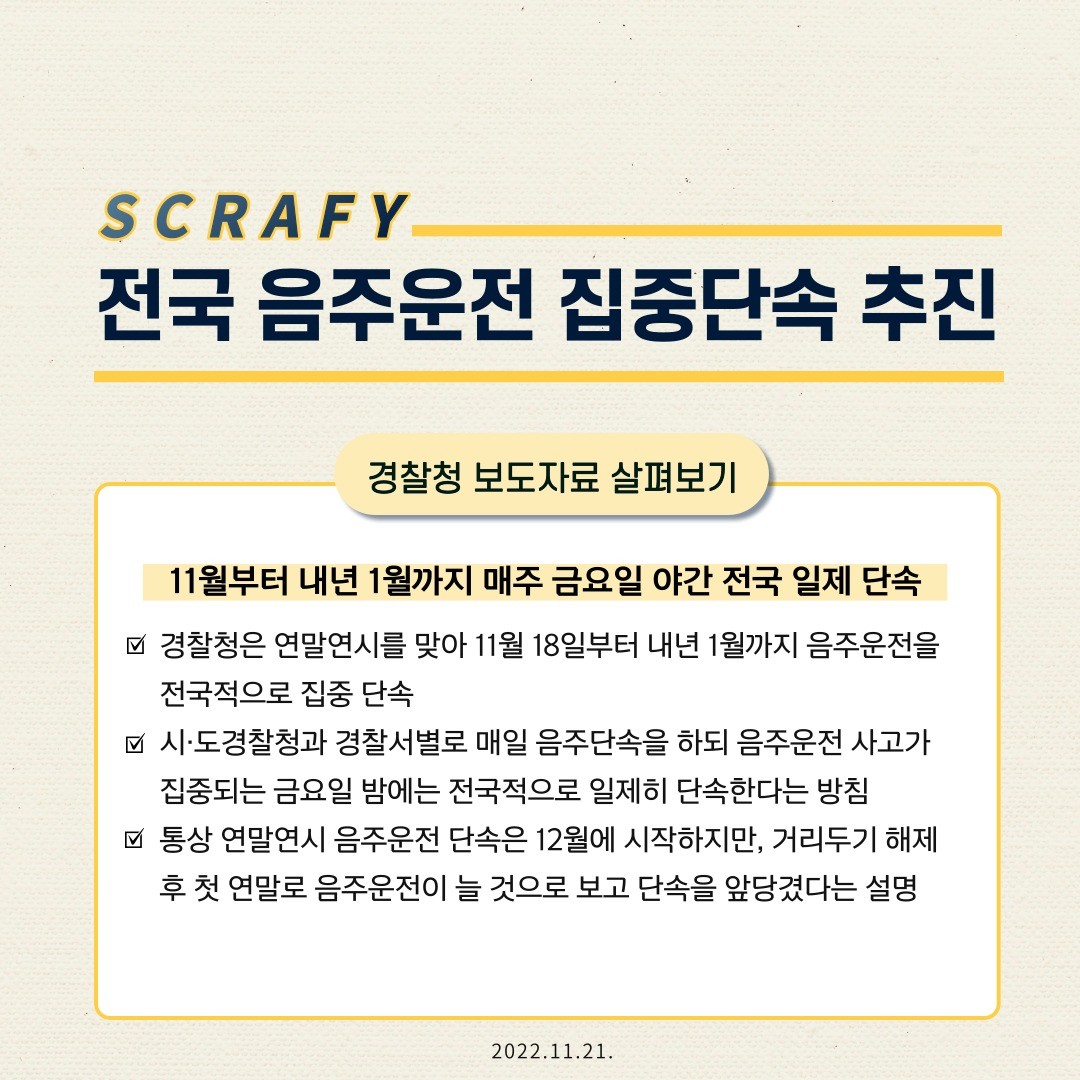 SCRAFY
전국 음주운전 집중단속 추진
경찰청 보도자료 살펴보기
11월부터 내년 1월까지 매주 금요일 야간 전국 일제 단속
☑ 경찰청은 연말연시를 맞아 11월 18일부터 내년 1월까지 음주운전을
전국적으로 집중 단속
☑ 시·도경찰청과 경찰서별로 매일 음주단속을 하되 음주운전 사고가
집중되는 금요일 밤에는 전국적으로 일제히 단속한다는 방침
☑ 통상 연말연시 음주운전 단속은 12월에 시작하지만, 거리두기 해제
후 첫 연말로 음주운전이 늘 것으로 보고 단속을 앞당겼다는 설명
2022.11.21.